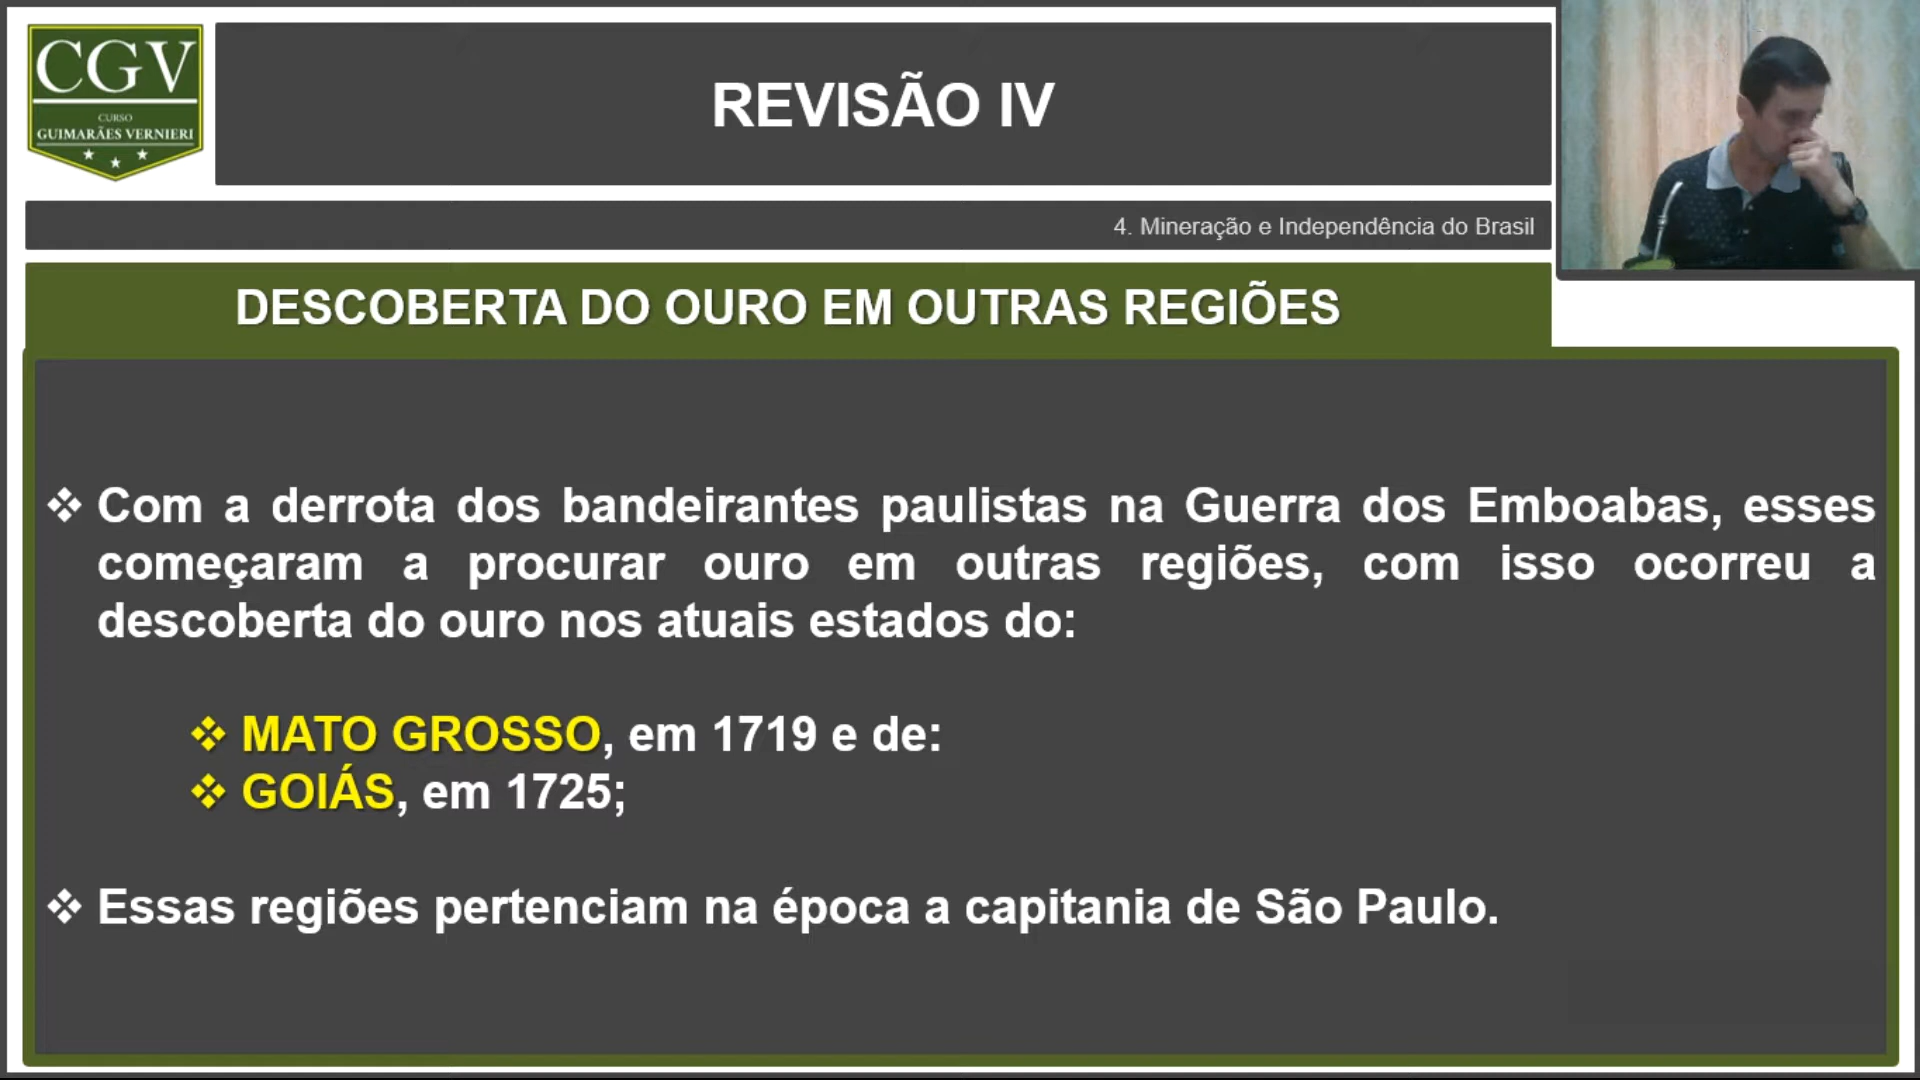 CGV
CURSO
GUIMARÃES VERNIERI
REVISÃO IV
4. Mineração e Independência do Brasil
DESCOBERTA DO OURO EM OUTRAS REGIÕES
❖ Com a derrota dos bandeirantes paulistas na Guerra dos Emboabas, esses
começaram a procurar ouro em outras regiões, com isso ocorreu a
descoberta do ouro nos atuais estados do:
❖ MATO GROSSO, em 1719 e de:
❖ GOIÁS, em 1725;
❖ Essas regiões pertenciam na época a capitania de São Paulo.